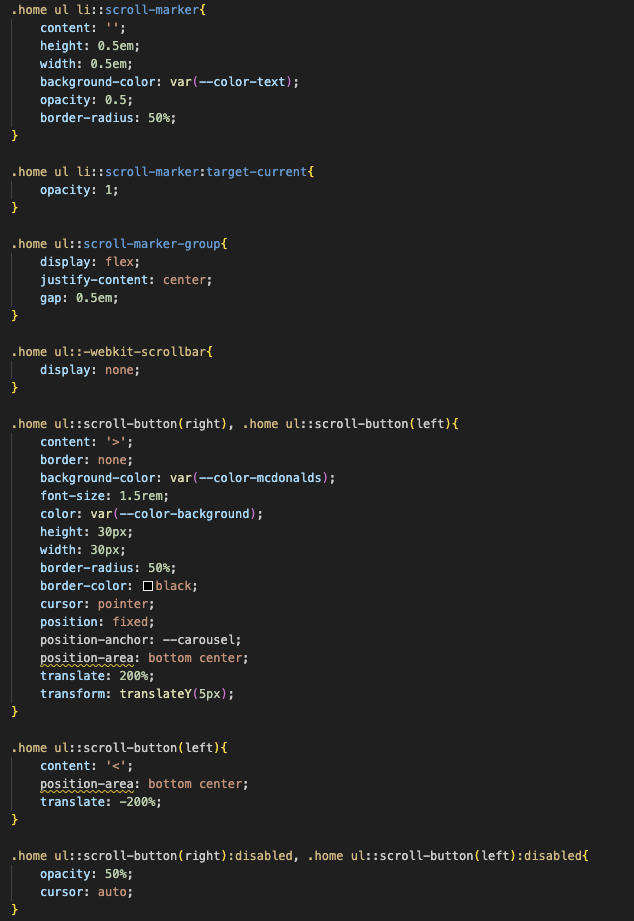 .home ul li::scroll-marker{
    content: '';
    height: 0.5em;
    width: 0.5em;
    background-color: var(--color-text);
    opacity: 0.5;
    border-radius: 50%;
}

.home ul li::scroll-marker:target-current{
    opacity: 1;
}

.home ul::scroll-marker-group{
    display: flex;
    justify-content: center;
    gap: 0.5em;
}

.home ul::-webkit-scrollbar{
    display: none;
}

.home ul::scroll-button(right), .home ul::scroll-button(left){
    content: '>';
    border: none;
    background-color: var(--color-mcdonalds);
    font-size: 1.5rem;
    color: var(--color-background);
    height: 30px;
    width: 30px;
    border-radius: 50%;
    border-color: black;
    cursor: pointer;
    position: fixed;
    position-anchor: --carousel;
    position-area: bottom center;
    translate: 200%;
    transform: translateY(5px);
}

.home ul::scroll-button(left){
    content: '<';
    position-area: bottom center;
    translate: -200%;
}

.home ul::scroll-button(right):disabled, .home ul::scroll-button(left):disabled{
    opacity: 50%;
    cursor: auto;
}